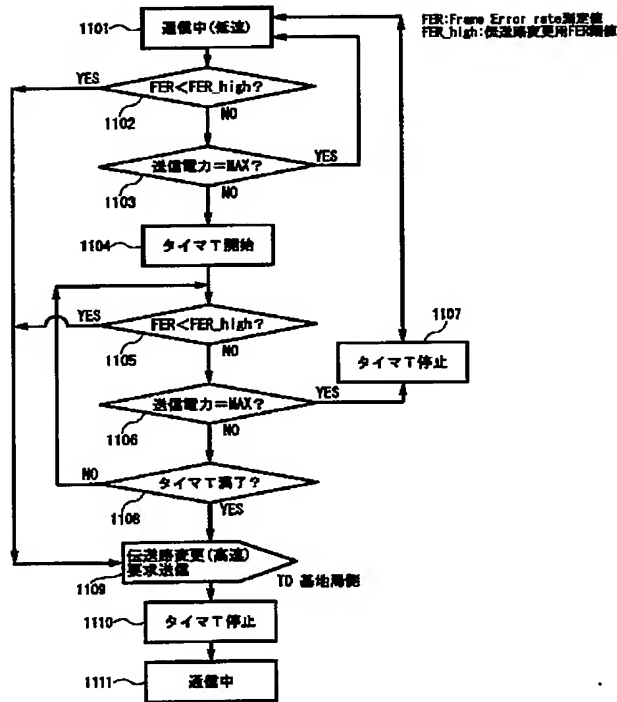 FER:Frame Error rate測定値
FER_high:伝送路変更用FER閾値
1101
通信中(低速)
YES
FER<FER_high?
1102
NO
送信電力=MAX?
YES
1103
NO
1104
タイマT開始
YES
FER<FER_high?
1105
NO
1107
タイマT停止
送信電力=MAX?
YES
1106
NO
NO
タイマT満了?
1108
YES
伝送路変更(高速)
要求送信
1109
TO 基地局側
1110
タイマT停止
1111
通信中